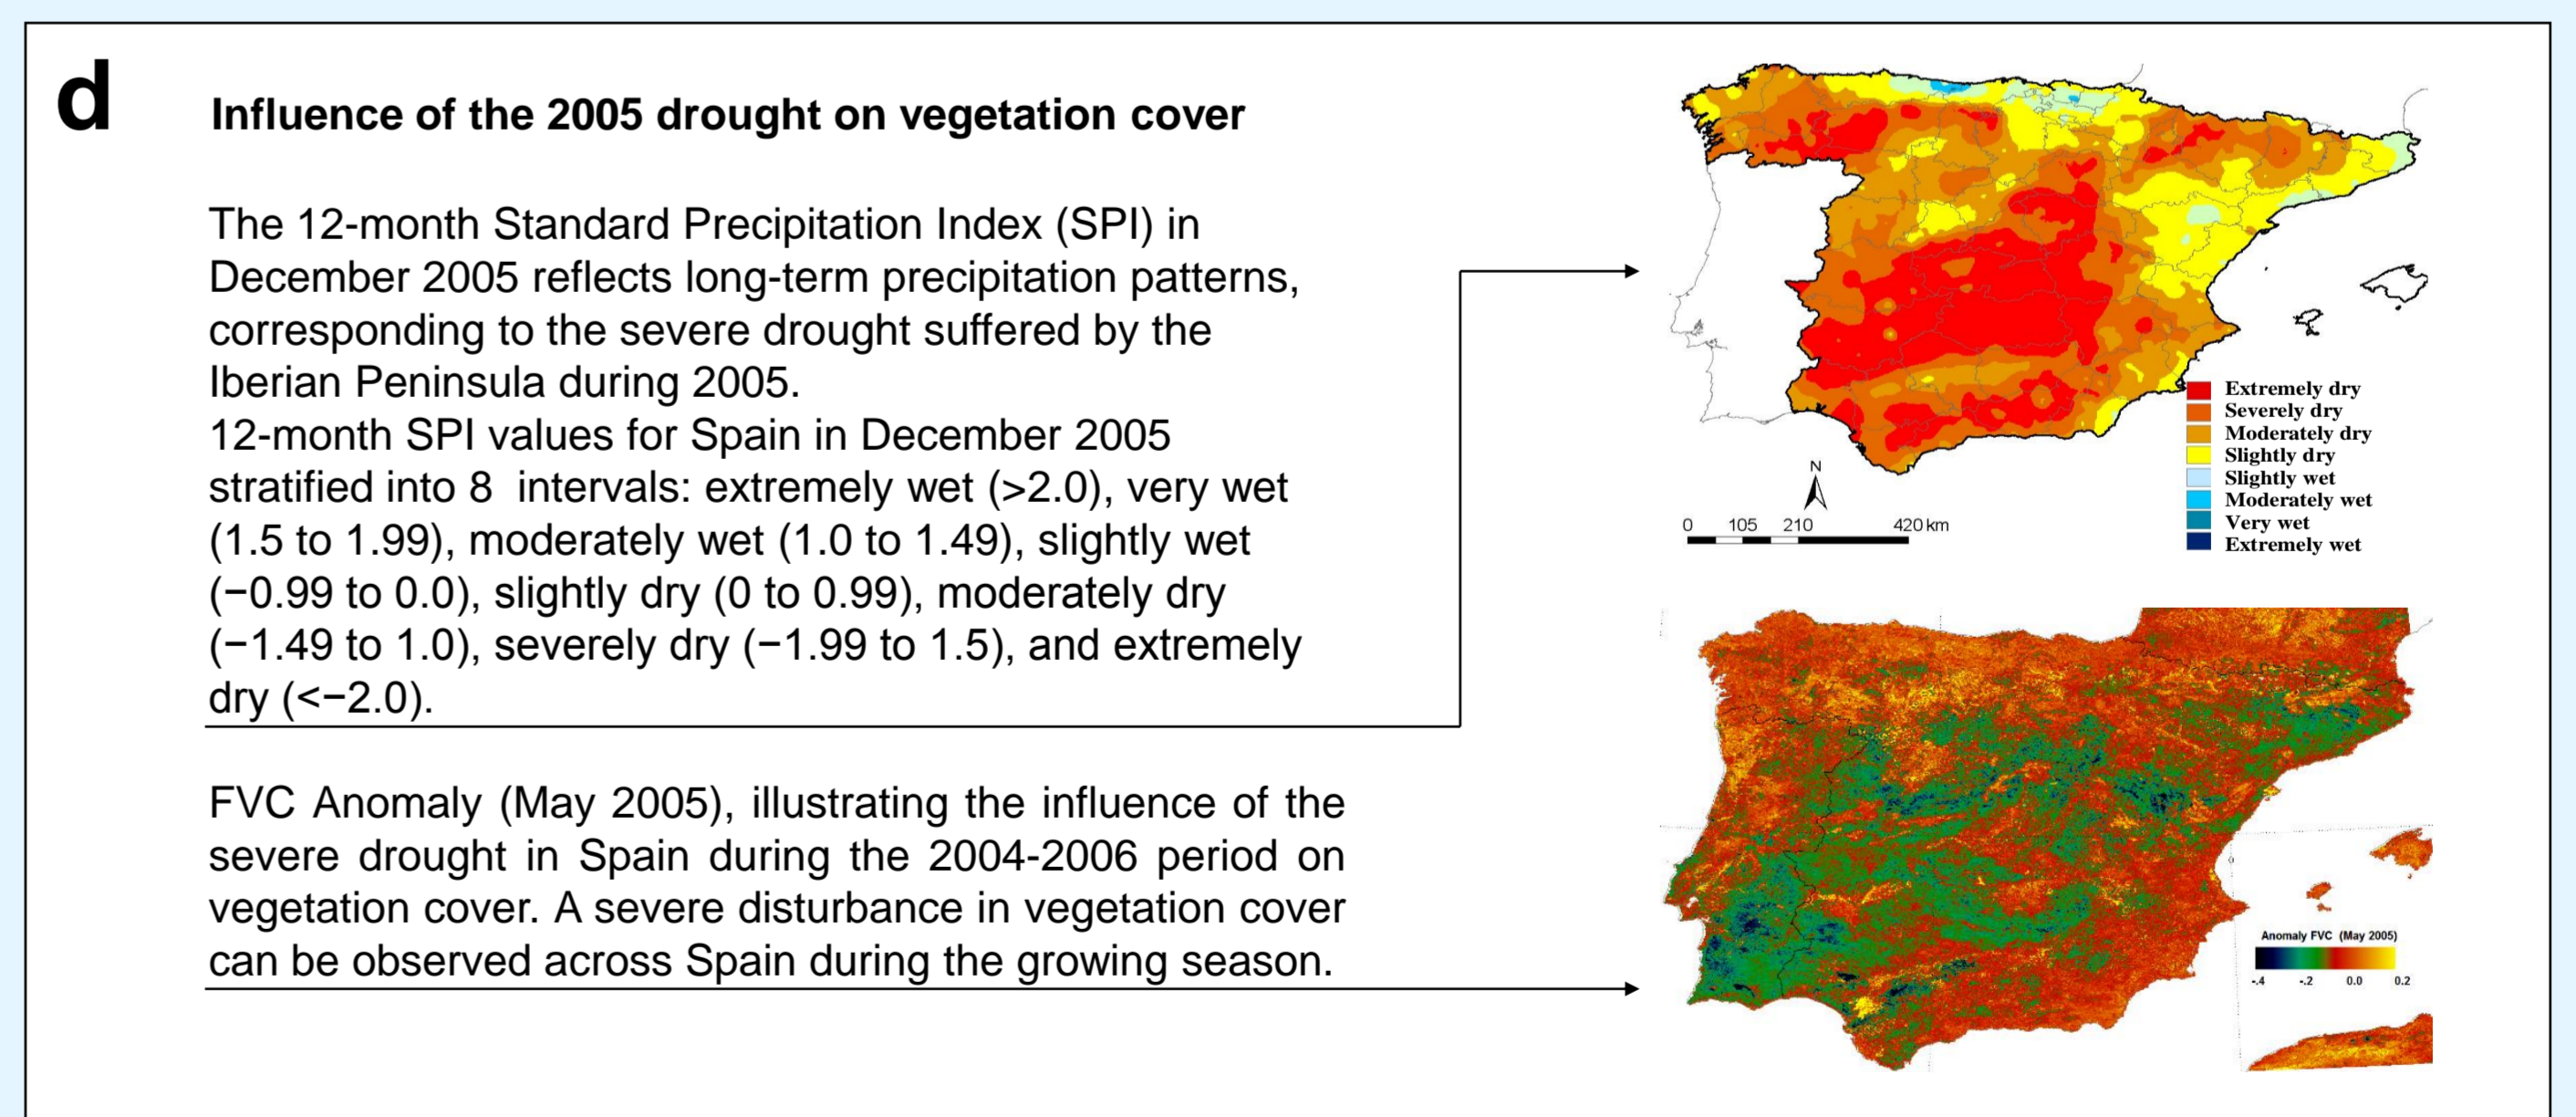 d
Influence of the 2005 drought on vegetation cover
The 12-month Standard Precipitation Index (SPI) in
December 2005 reflects long-term precipitation patterns,
corresponding to the severe drought suffered by the
Iberian Peninsula during 2005.
12-month SPI values for Spain in December 2005
stratified into 8  intervals: extremely wet (>2.0), very wet
(1.5 to 1.99), moderately wet (1.0 to 1.49), slightly wet
(−0.99 to 0.0), slightly dry (0 to 0.99), moderately dry
(−1.49 to 1.0), severely dry (−1.99 to 1.5), and extremely
dry (<−2.0).
FVC Anomaly (May 2005), illustrating the influence of the
severe drought in Spain during the 2004-2006 period on
vegetation cover. A severe disturbance in vegetation cover
can be observed across Spain during the growing season.
Extremely dry
Severely dry
Moderately dry
Slightly dry
Slightly wet
Moderately wet
Very wet
Extremely wet
N
0 105 210 420 km
Anomaly FVC (May 2005)
-.4 -.2 0.0 0.2